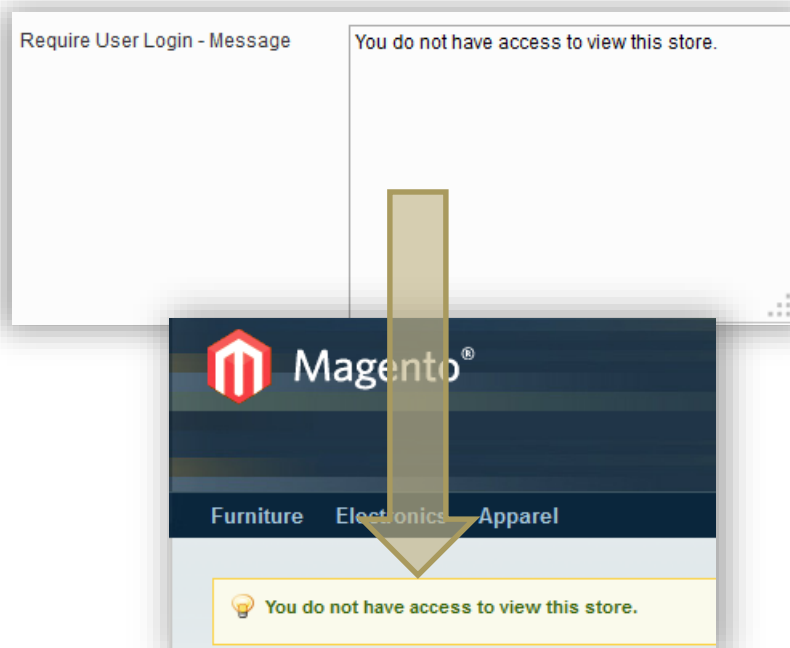 Require User Login - Message
You do not have access to view this store.
Magento®
Furniture Electronics Apparel
You do not have access to view this store.